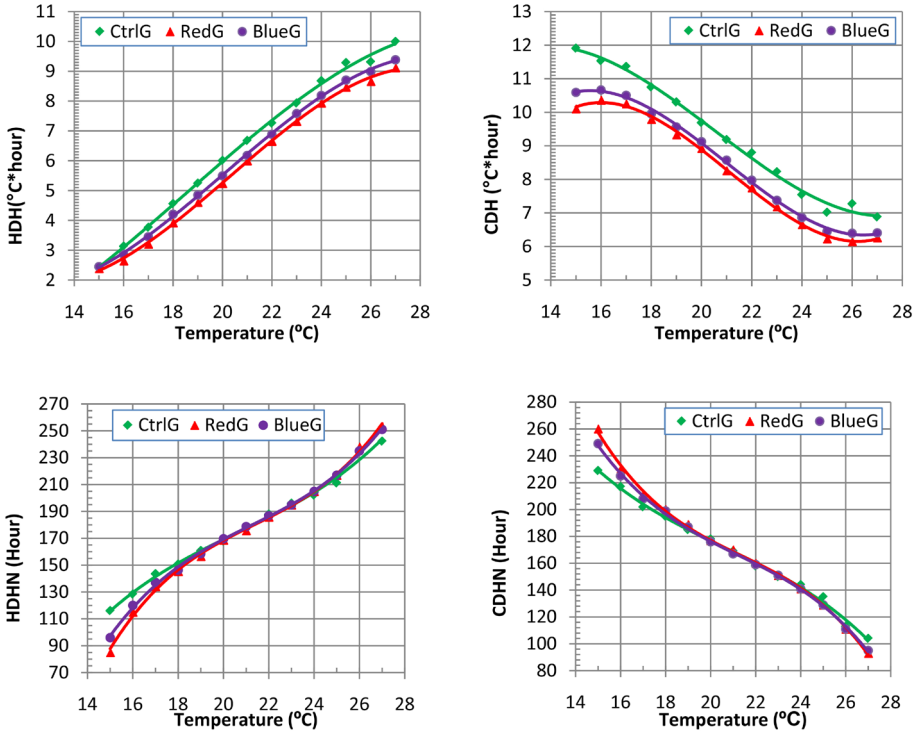 CtrlG RedG BlueG
HDH(°C*hour)
11
10
9
8
7
6
5
4
3
2
14 16 18 20 22 24 26 28
Temperature (⁰C)
CtrlG RedG BlueG
CDH (°C*hour)
13
12
11
10
9
8
7
6
5
14 16 18 20 22 24 26 28
Temperature (⁰C)
CtrlG RedG BlueG
HDHN (Hour)
270
250
230
210
190
170
150
130
110
90
70
14 16 18 20 22 24 26 28
Temperature (⁰C)
CtrlG RedG BlueG
CDHN (Hour)
280
260
240
220
200
180
160
140
120
100
80
14 16 18 20 22 24 26 28
Temperature (⁰C)